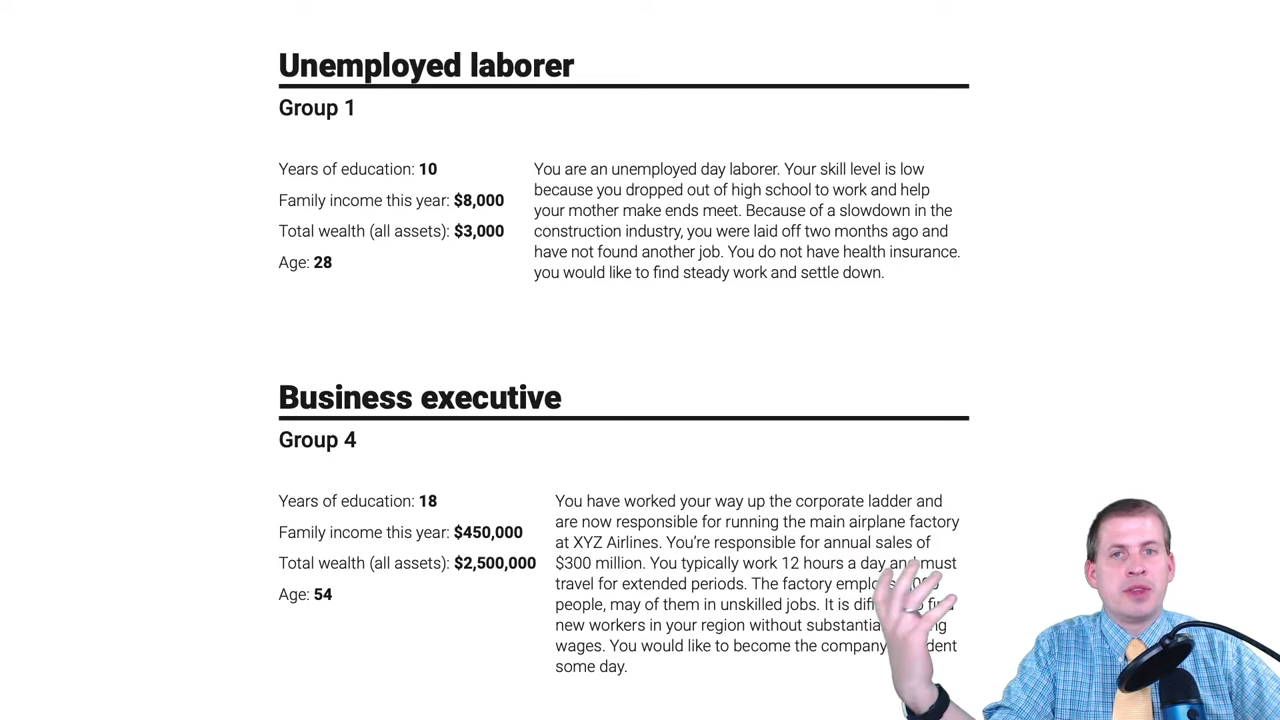 Unemployed laborer
Group 1
Years of education: 10
Family income this year: $8,000
Total wealth (all assets): $3,000
Age: 28
You are an unemployed day laborer. Your skill level is low
because you dropped out of high school to work and help
your mother make ends meet. Because of a slowdown in the
construction industry, you were laid off two months ago and
have not found another job. You do not have health insurance.
you would like to find steady work and settle down.
Business executive
Group 4
Years of education: 18
Family income this year: $450,000
Total wealth (all assets): $2,500,000
Age: 54
You have worked your way up the corporate ladder and
are now responsible for running the main airplane factory
at XYZ Airlines. You’re responsible for annual sales of
$300 million. You typically work 12 hours a day and must
travel for extended periods. The factory
people, may of them in unskilled jobs. It is
new workers in your region without
wages. You would like to become the company
some day.